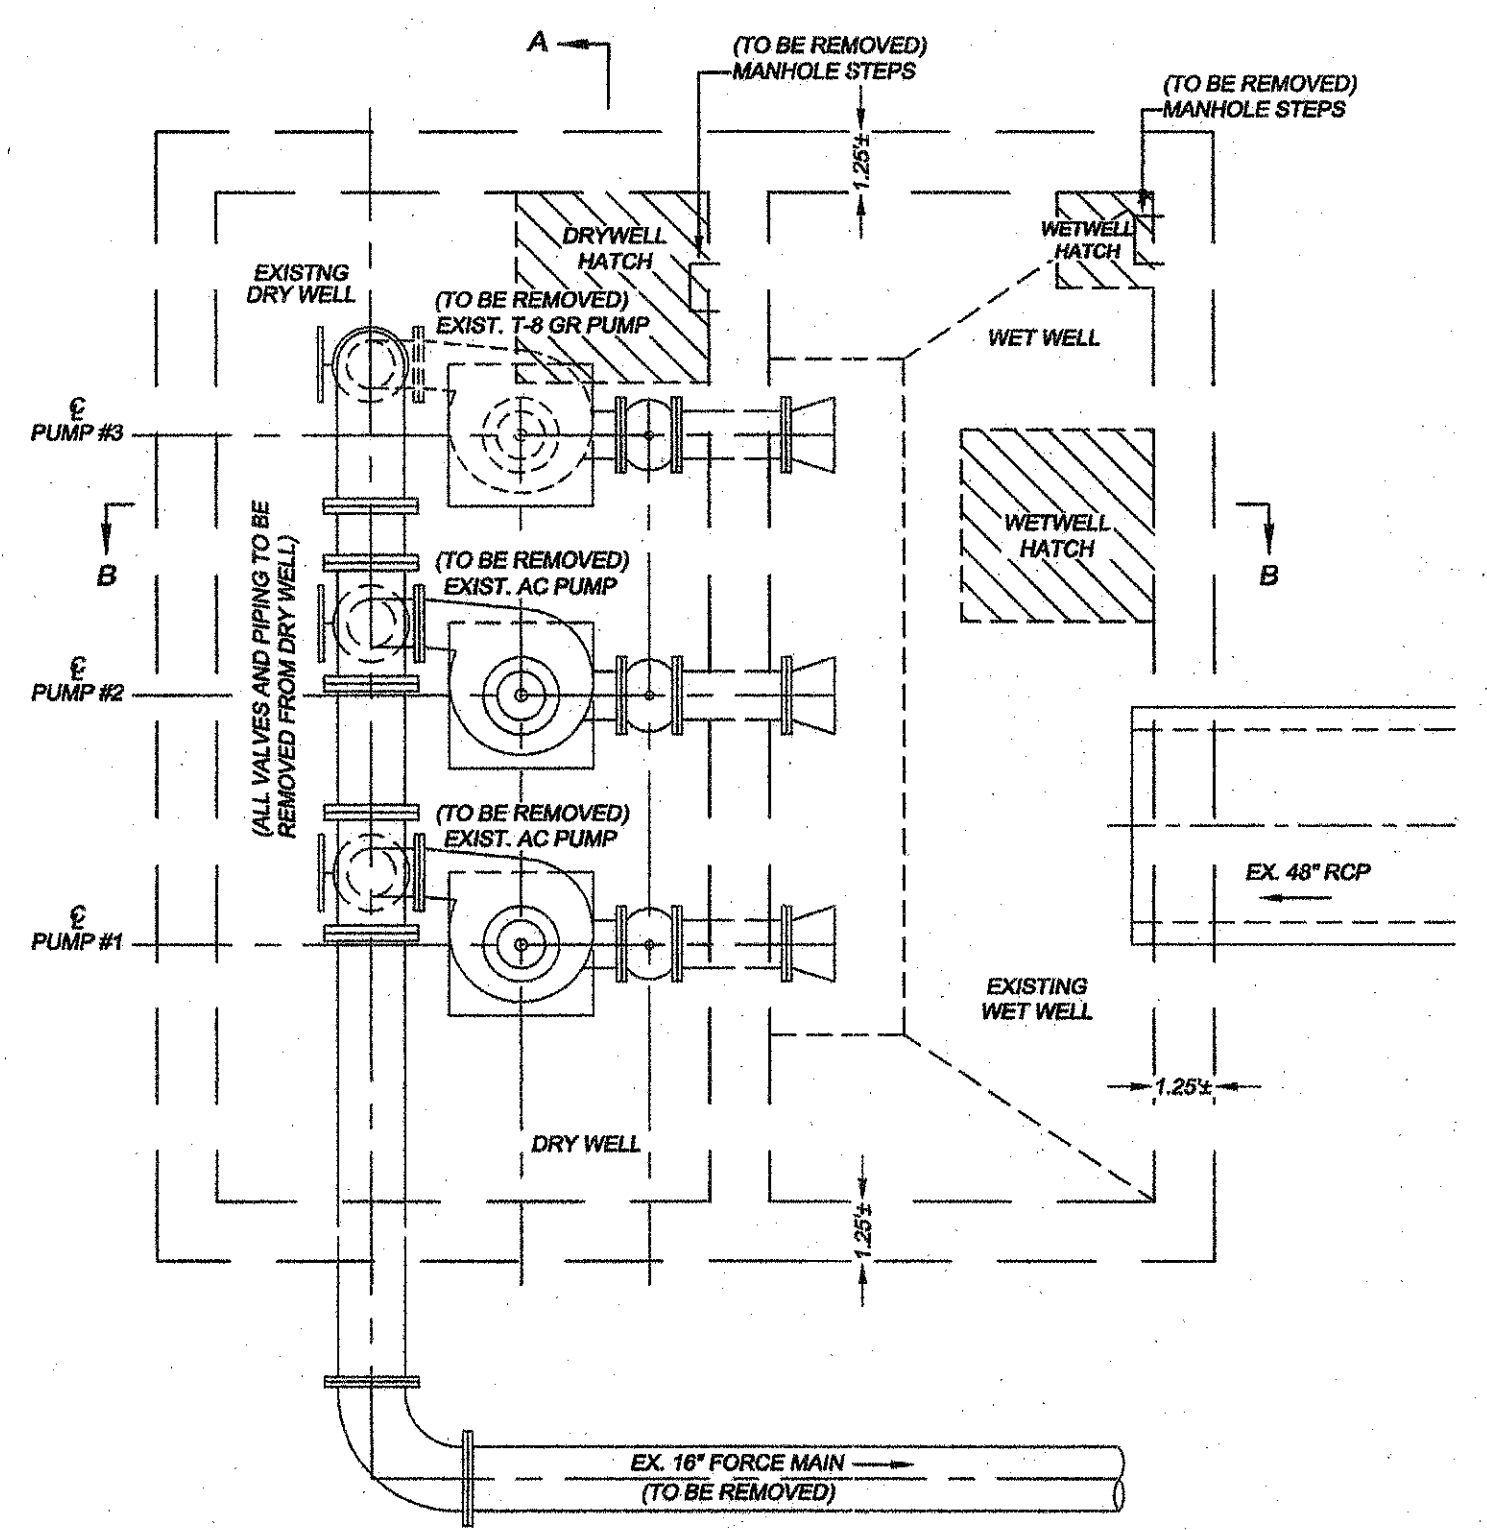 A
(TO BE REMOVED)
MANHOLE STEPS
(TO BE REMOVED)
MANHOLE STEPS
1.25'±
DRYWELL
HATCH
WETWELL
HATCH
EXISTNG
DRY WELL
(TO BE REMOVED)
EXIST. T-8 GR PUMP
WET WELL
℄
PUMP #3
B
(ALL VALVES AND PIPING TO BE
REMOVED FROM DRY WELL)
WETWELL
HATCH
B
(TO BE REMOVED)
EXIST. AC PUMP
℄
PUMP #2
(TO BE REMOVED)
EXIST. AC PUMP
EX. 48" RCP
℄
PUMP #1
EXISTING
WET WELL
1.25'±
DRY WELL
1.25'±
EX. 16" FORCE MAIN
(TO BE REMOVED)